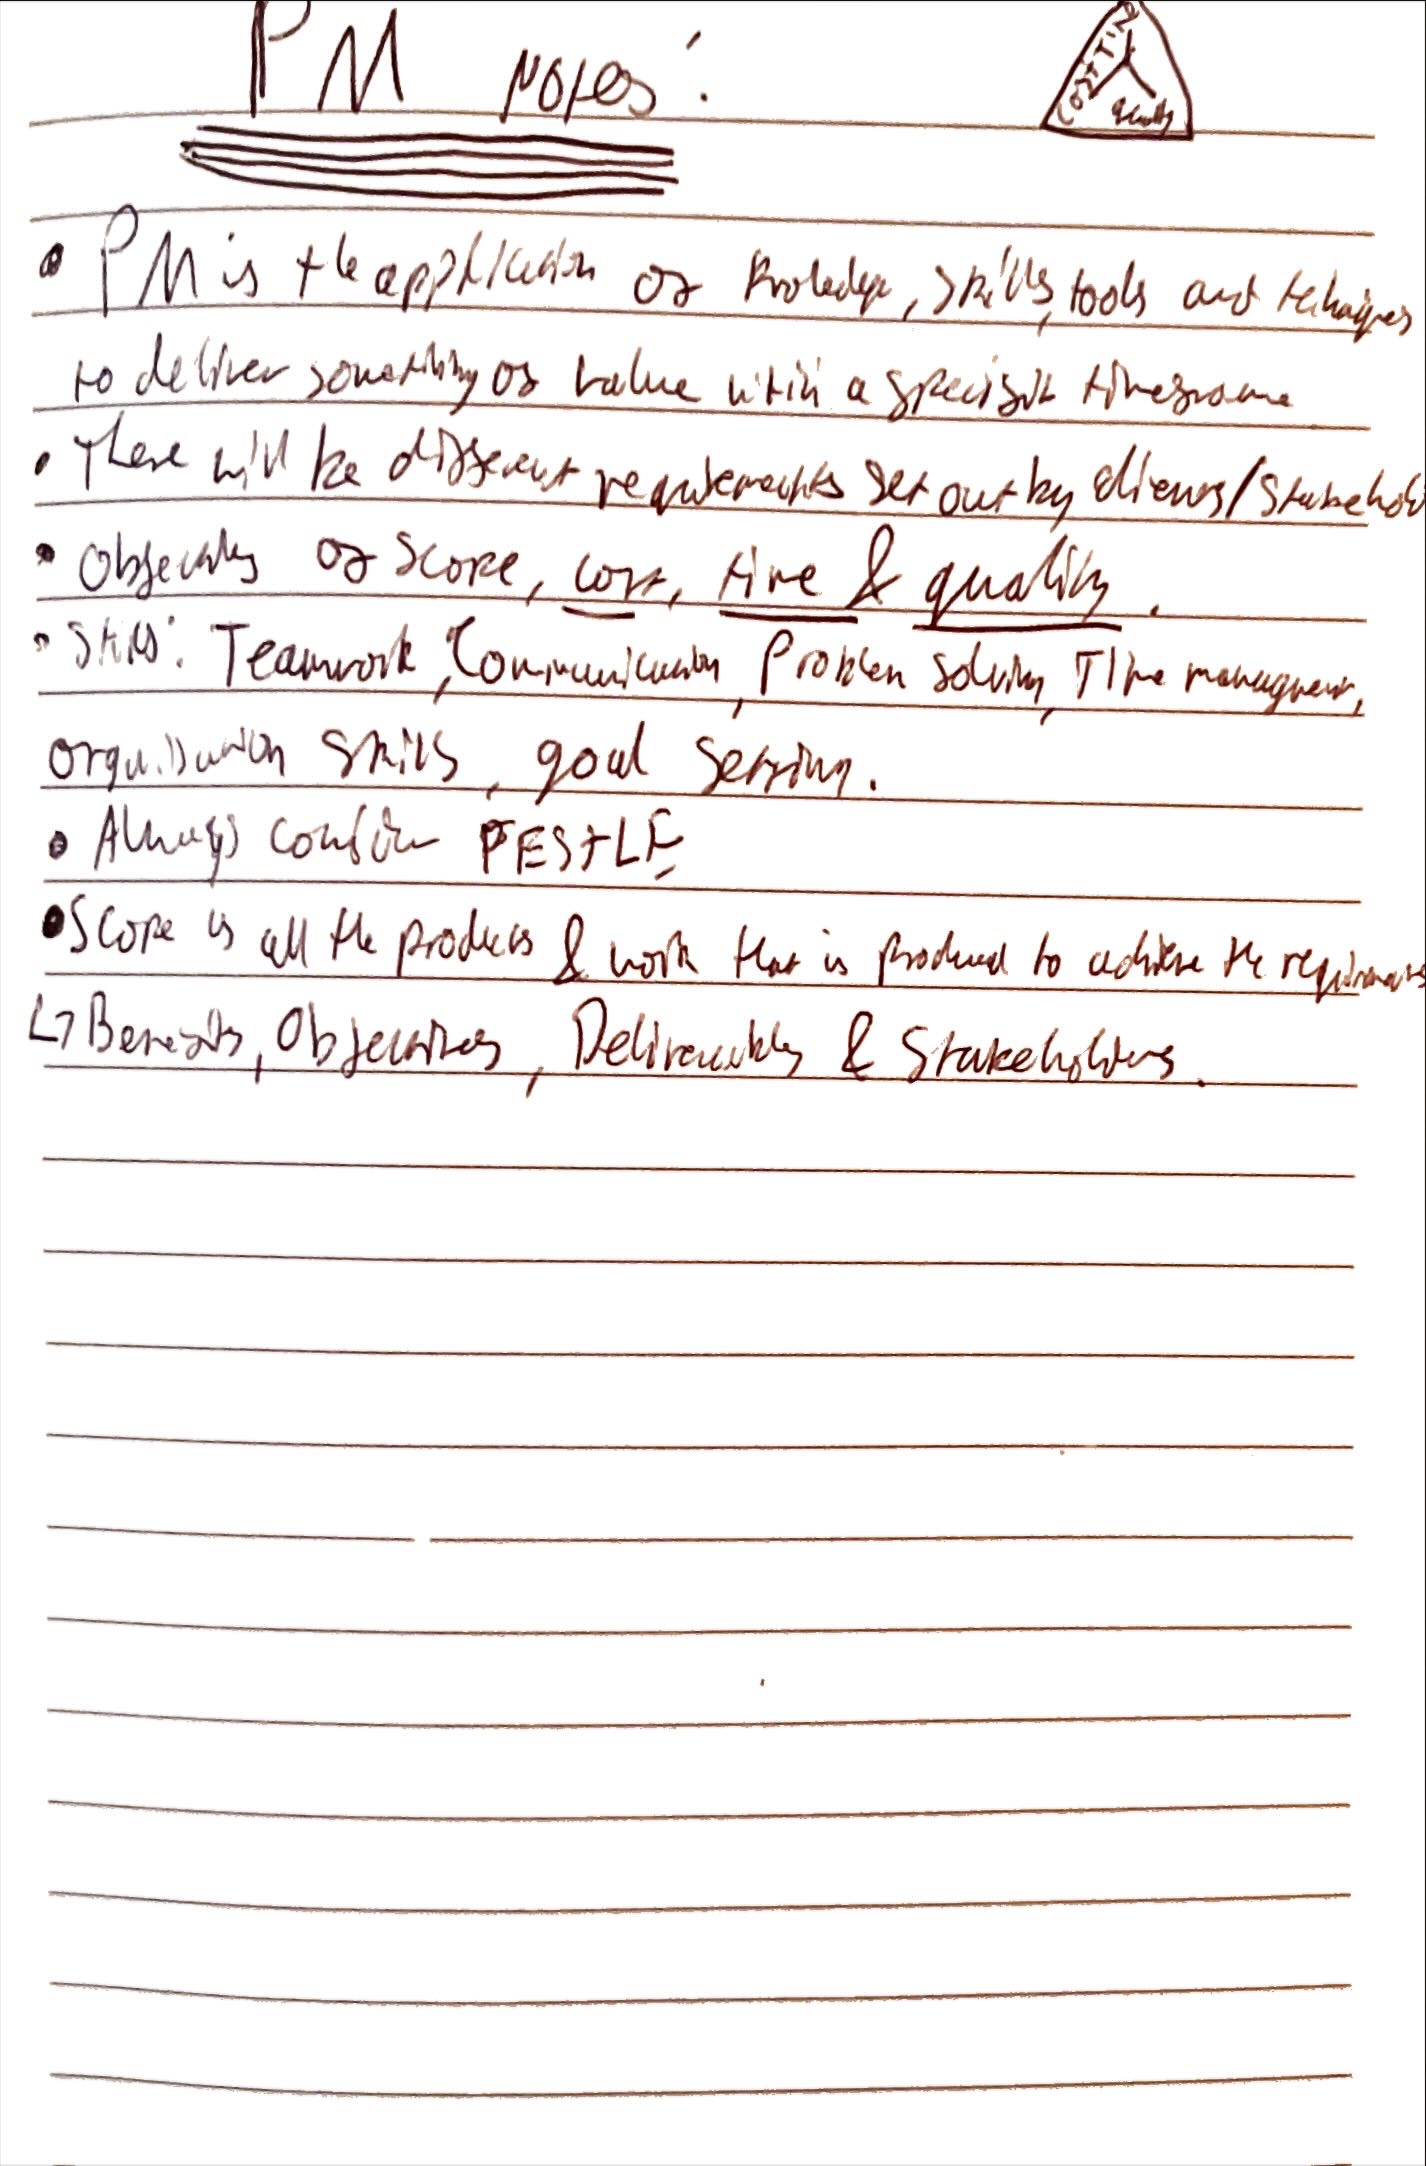 PM Notes:
Cost Time
Quality
• PM is the application of knowledge, skills, tools and techniques
to deliver something of value within a specific timeframe
• There will be different requirements set out by clients/stakehold
• Objectives of scope, cost, time & quality.
• Skills: Teamwork, Communication, Problem solving, Time management,
organisation skills, goal setting.
• Always consider PESTLE
• Scope is all the products & work that is produced to achieve the requirements
↳ Benefits, Objectives, Deliverables & Stakeholders.